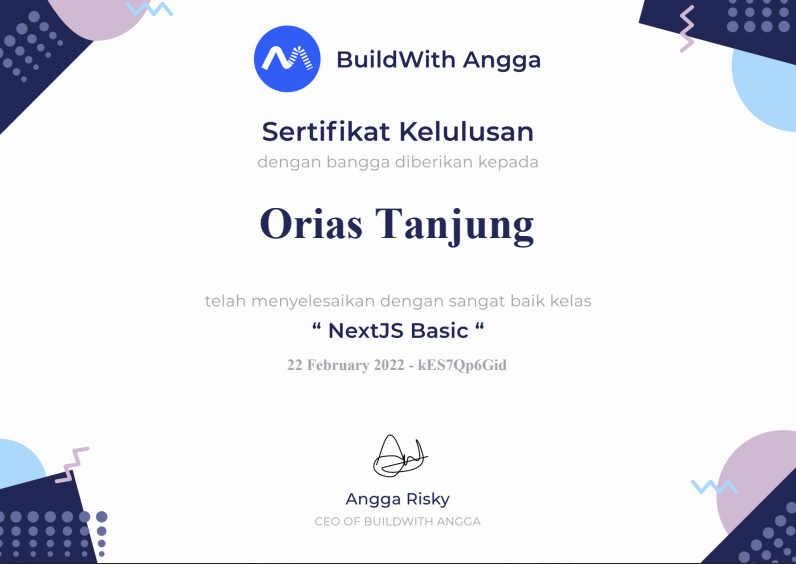 BuildWith Angga
Sertifikat Kelulusan
dengan bangga diberikan kepada
Orias Tanjung
telah menyelesaikan dengan sangat baik kelas
“ NextJS Basic “
22 February 2022 - kES7Qp6Gid
Angga Risky
CEO OF BUILDWITH ANGGA